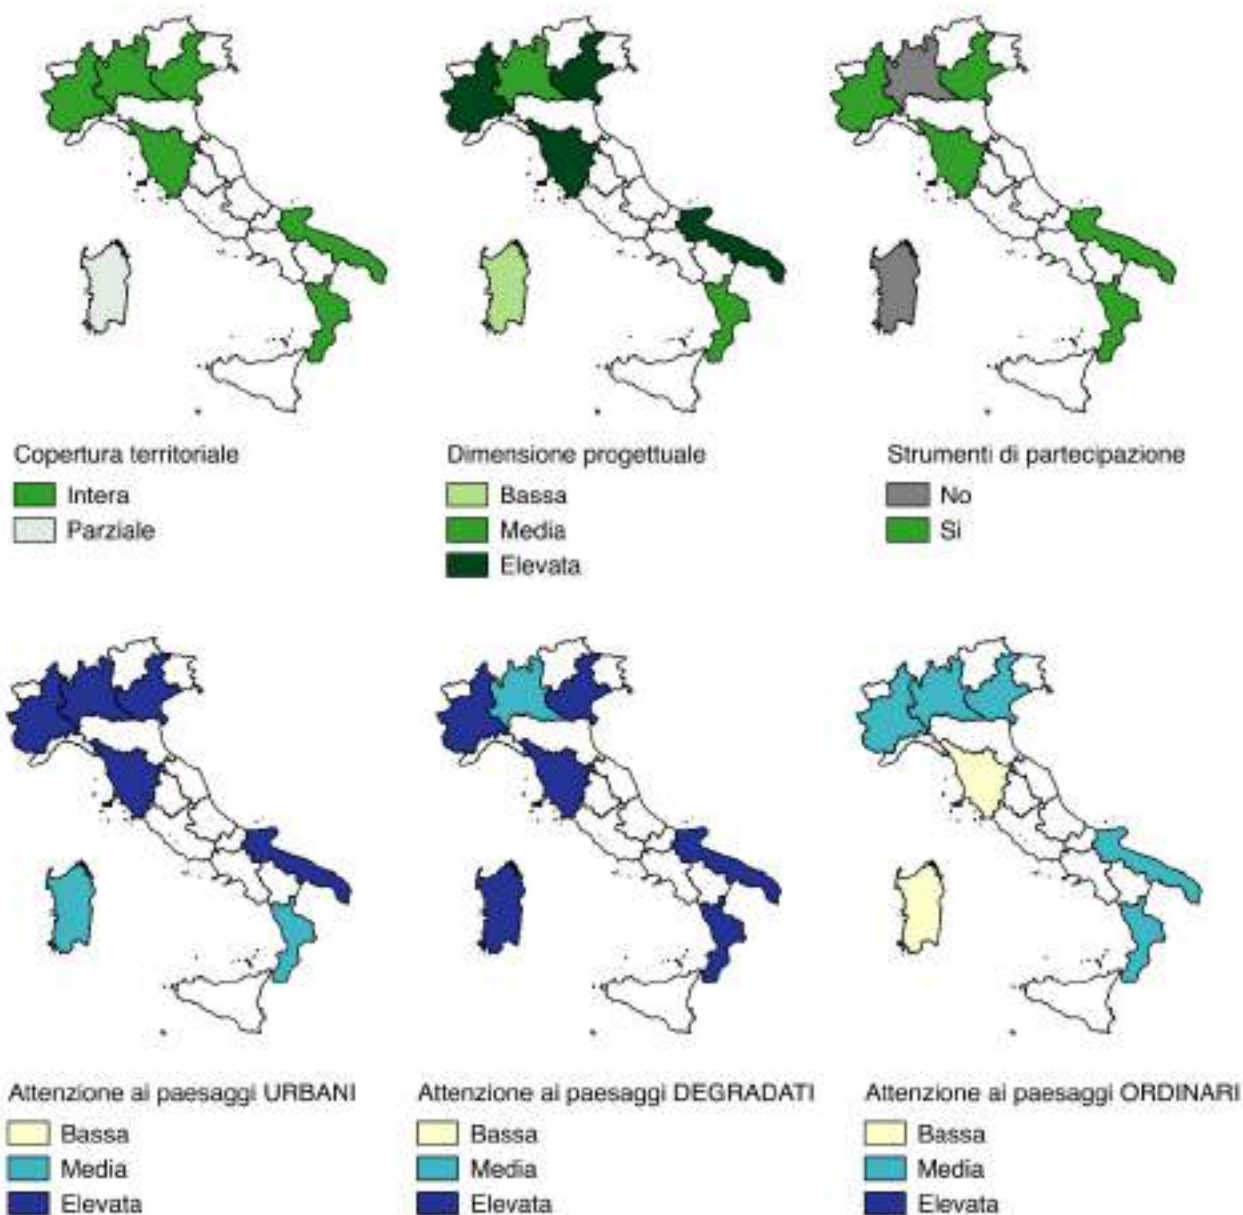 Copertura territoriale
Intera
Parziale
Dimensione progettuale
Bassa
Media
Elevata
Strumenti di partecipazione
No
Si
Attenzione ai paesaggi URBANI
Bassa
Media
Elevata
Attenzione ai paesaggi DEGRADATI
Bassa
Media
Elevata
Attenzione ai paesaggi ORDINARI
Bassa
Media
Elevata